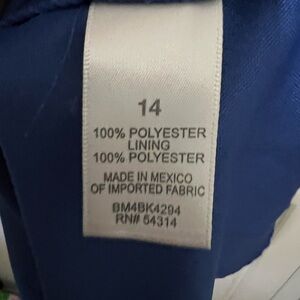 14
100% POLYESTER
LINING
100% POLYESTER
MADE IN MEXICO
OF IMPORTED FABRIC
BM4BK4294
RN# 54314